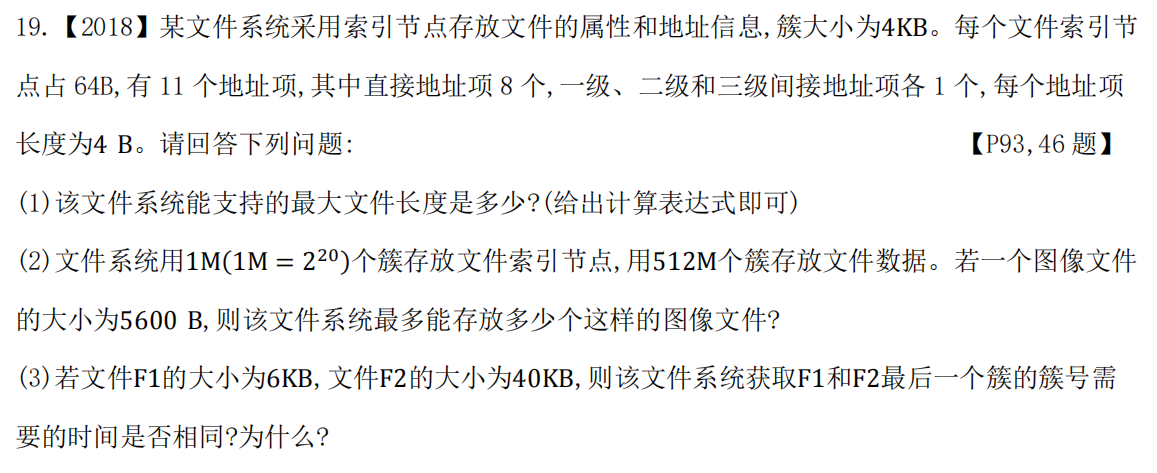 19.【2018】某文件系统采用索引节点存放文件的属性和地址信息,簇大小为4KB。每个文件索引节
点占 64B,有 11 个地址项,其中直接地址项 8 个,一级、二级和三级间接地址项各 1 个,每个地址项
长度为4 B。请回答下列问题: 【P93,46 题】
(1)该文件系统能支持的最大文件长度是多少?(给出计算表达式即可)
(2)文件系统用1M(1M = 2²⁰)个簇存放文件索引节点,用512M个簇存放文件数据。若一个图像文件
的大小为5600 B,则该文件系统最多能存放多少个这样的图像文件?
(3)若文件F1的大小为6KB,文件F2的大小为40KB,则该文件系统获取F1和F2最后一个簇的簇号需
要的时间是否相同?为什么?